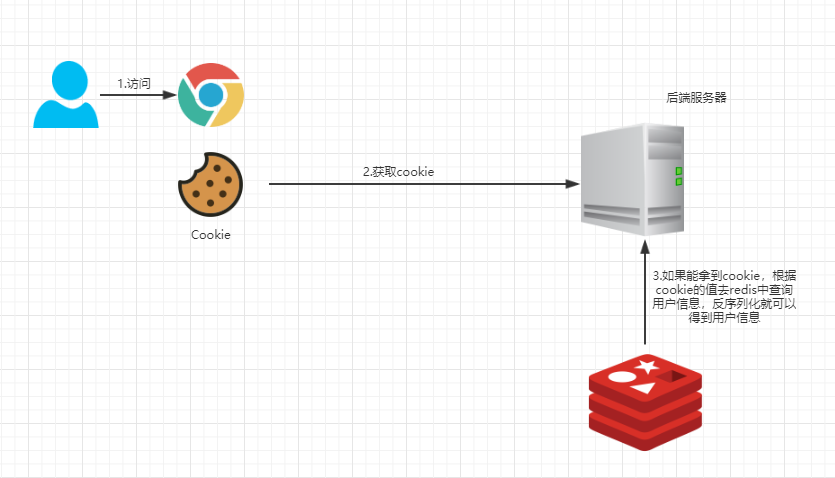 1.访问
后端服务器
2.获取cookie
Cookie
3.如果能拿到cookie，根据
cookie的值去redis中查询
用户信息，反序列化就可以
得到用户信息